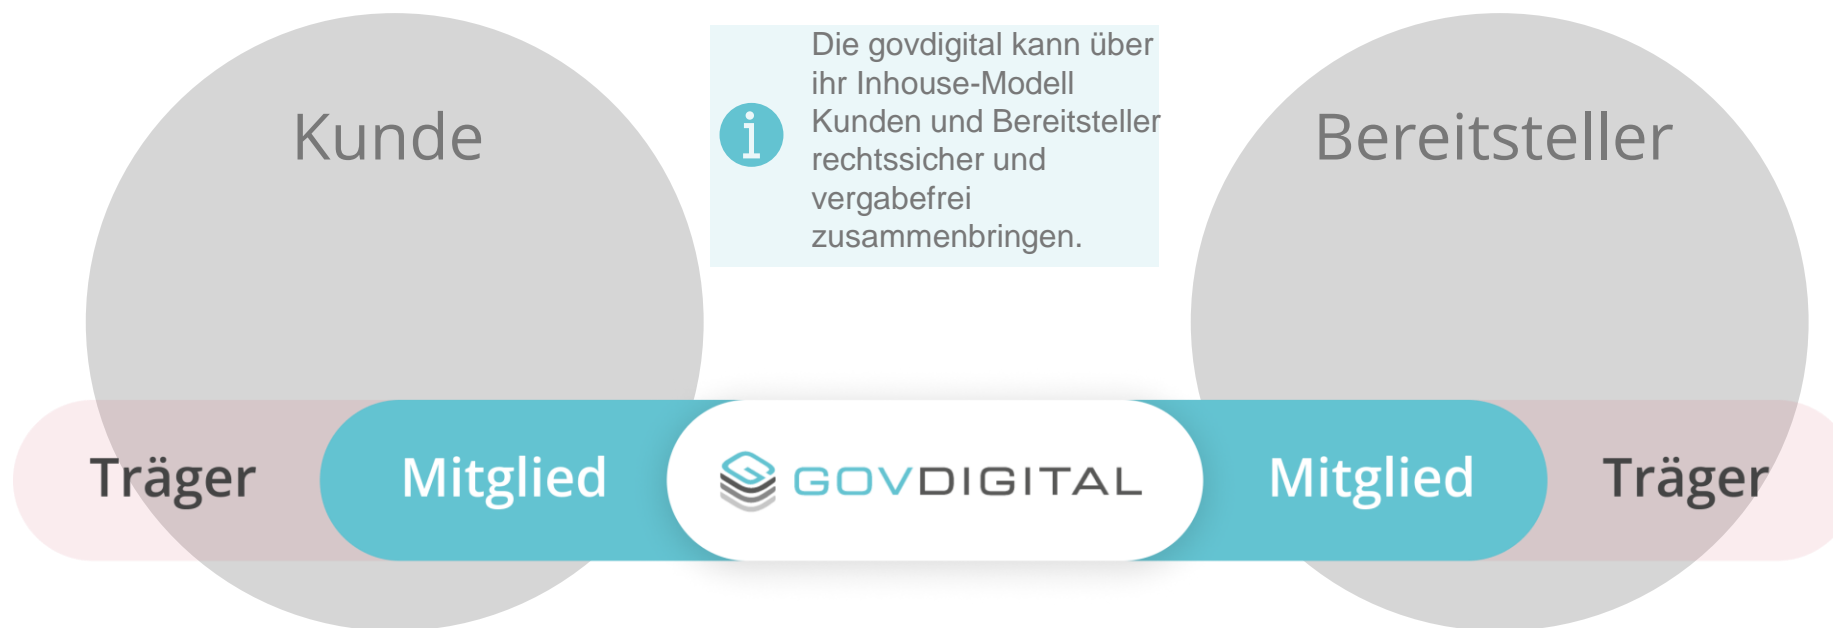 Kunde
Die govdigital kann über
ihr Inhouse-Modell
Kunden und Bereitsteller
rechtssicher und
vergabefrei
zusammenbringen.
Bereitsteller
Träger
Mitglied
GOVDIGITAL
Mitglied
Träger